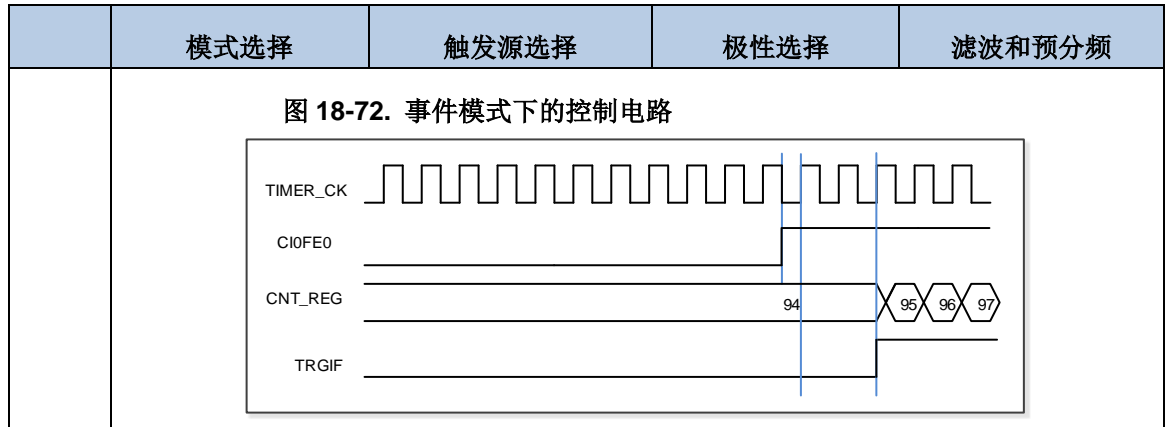 模式选择 触发源选择 极性选择 滤波和预分频
图 18-72. 事件模式下的控制电路
TIMER_CK
CI0FE0
CNT_REG 94 95 96 97
TRGIF